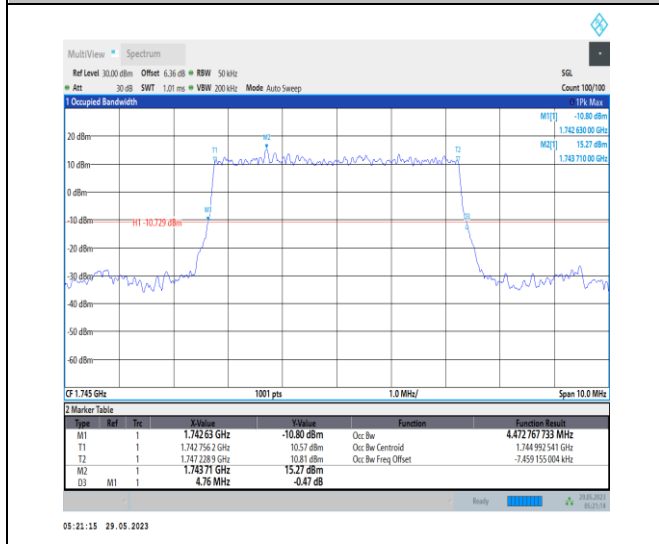 MultiView Spectrum
Ref Level 30.00 dBm Offset 6.36 dB RBW 50 kHz SGL
Att 30 dB SWT 1.01 ms VBW 200 kHz Mode Auto Sweep Count 100/100
1 Occupied Bandwidth 1Pk Max
M1[1] -10.80 dBm
1.742 630 00 GHz
M2[1] 15.27 dBm
1.743 710 00 GHz
20 dBm
M2
T1 T2
10 dBm
0 dBm
M1
-10 dBm
H1 -10.729 dBm
D3
-20 dBm
-30 dBm
-40 dBm
-50 dBm
-60 dBm
CF 1.745 GHz 1001 pts 1.0 MHz/ Span 10.0 MHz
2 Marker Table
Type Ref Trc X-Value Y-Value Function Function Result
M1 1 1.742 63 GHz -10.80 dBm Occ Bw 4.472 767 733 MHz
T1 1 1.742 756 2 GHz 10.57 dBm Occ Bw Centroid 1.744 992 541 GHz
T2 1 1.747 228 9 GHz 10.81 dBm Occ Bw Freq Offset -7.459 155 004 kHz
M2 1 1.743 71 GHz 15.27 dBm
D3 M1 1 4.76 MHz -0.47 dB
Ready 29.05.2023
05:21:14
05:21:15 29.05.2023